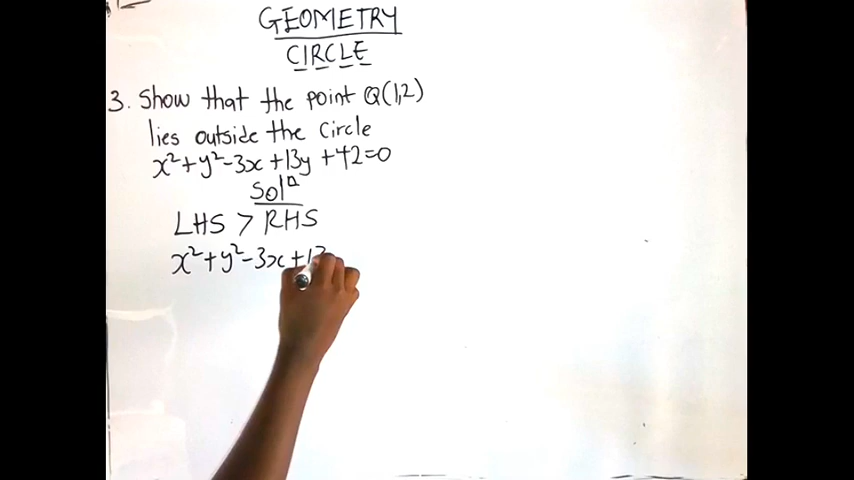 GEOMETRY
CIRCLE
3. Show that the point Q(1,2)
lies outside the circle
x²+y²-3x+13y+42=0
Solⁿ
LHS > RHS
x²+y²-3x+13